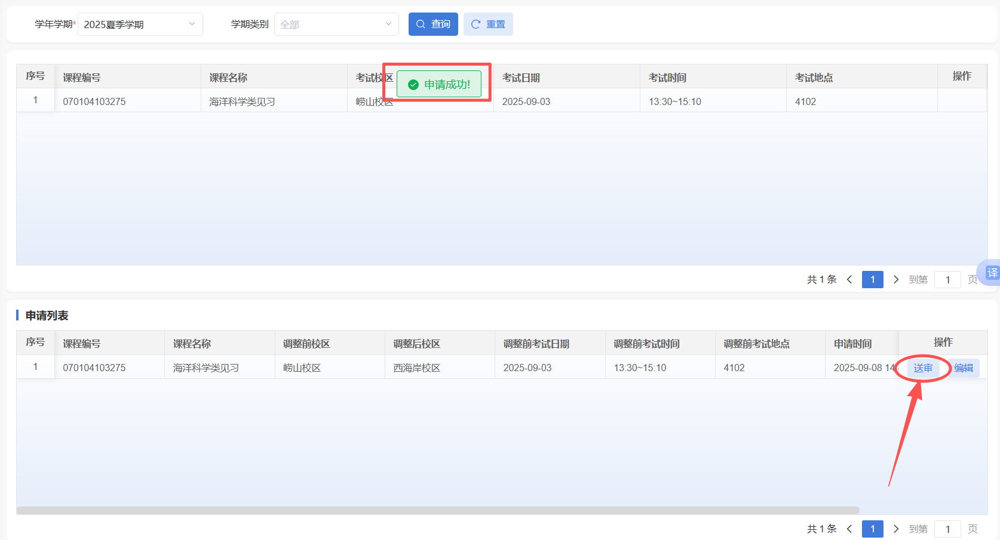 学年学期* 2025夏季学期 学期类别 全部 查询 重置
序号 课程编号 课程名称 考试校区 考试日期 考试时间 考试地点 操作
申请成功!
1 070104103275 海洋科学类见习 崂山校区 2025-09-03 13:30~15:10 4102
译
共 1 条 1 到第 1 页
申请列表
序号 课程编号 课程名称 调整前校区 调整后校区 调整前考试日期 调整前考试时间 调整前考试地点 申请时间 操作
1 070104103275 海洋科学类见习 崂山校区 西海岸校区 2025-09-03 13:30~15:10 4102 2025-09-08 14 送审 编辑
共 1 条 1 到第 1 页